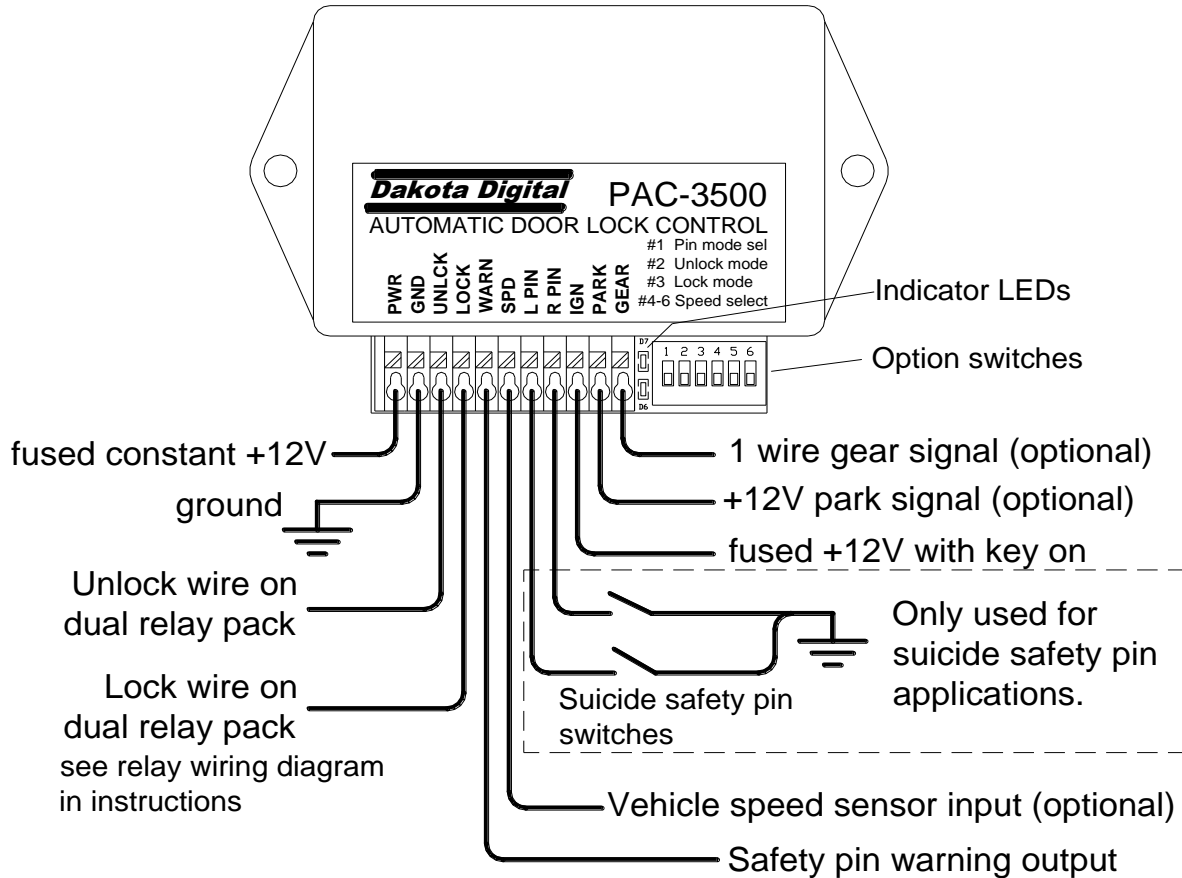 Dakota Digital
PAC-3500
AUTOMATIC DOOR LOCK CONTROL
#1 Pin mode sel
#2 Unlock mode
#3 Lock mode
#4-6 Speed select
PWR
GND
UNLCK
LOCK
WARN
SPD
L PIN
R PIN
IGN
PARK
GEAR
D7
D6
1 2 3 4 5 6
Indicator LEDs
Option switches
fused constant +12V
ground
Unlock wire on
dual relay pack
Lock wire on
dual relay pack
see relay wiring diagram
in instructions
1 wire gear signal (optional)
+12V park signal (optional)
fused +12V with key on
Only used for
suicide safety pin
applications.
Suicide safety pin
switches
Vehicle speed sensor input (optional)
Safety pin warning output